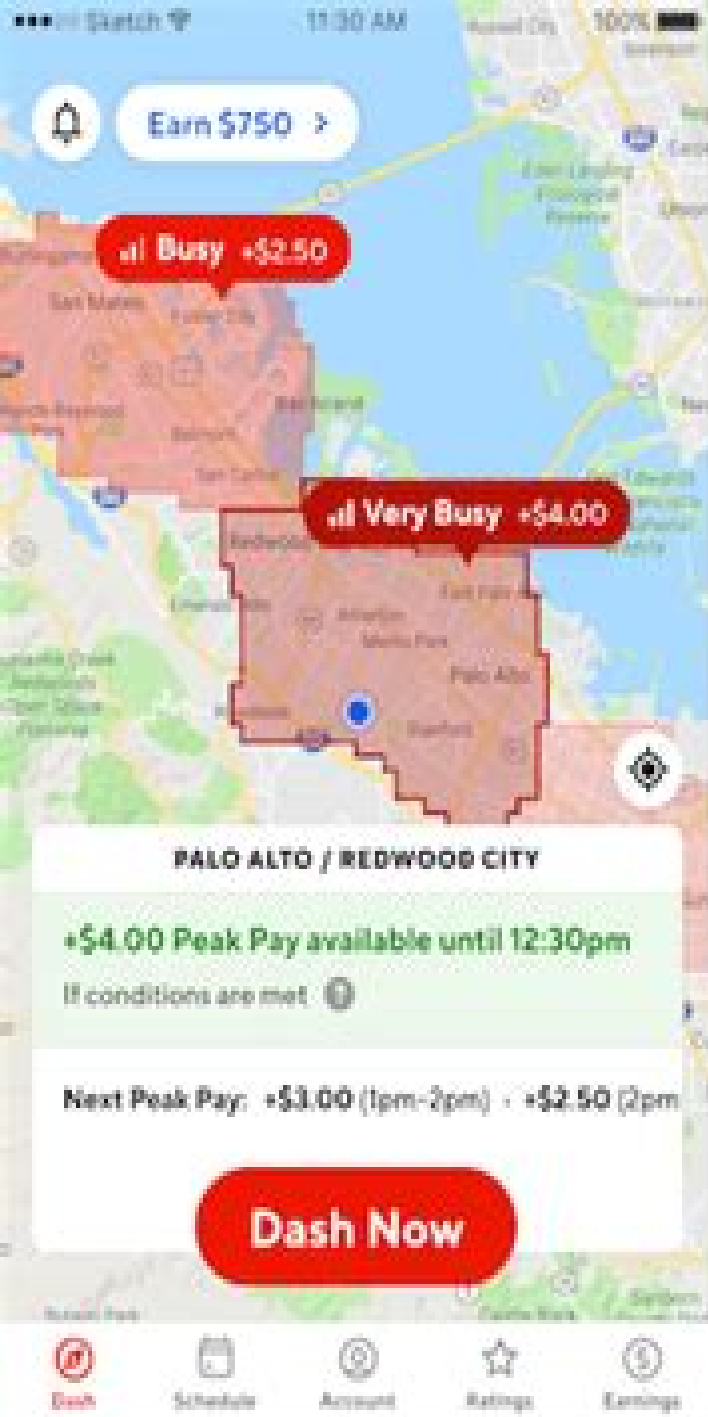 Sketch 11:30 AM 100%
Earn $750 >
Busy +$2.50
San Mateo
Foster City
Belmont
San Carlos
Very Busy +$4.00
Redwood
Atherton
Menlo Park
Palo Alto
Stanford
PALO ALTO / REDWOOD CITY
+$4.00 Peak Pay available until 12:30pm
If conditions are met
Next Peak Pay: +$3.00 (1pm-2pm) · +$2.50 (2pm
Dash Now
Dash Schedule Account Ratings Earnings